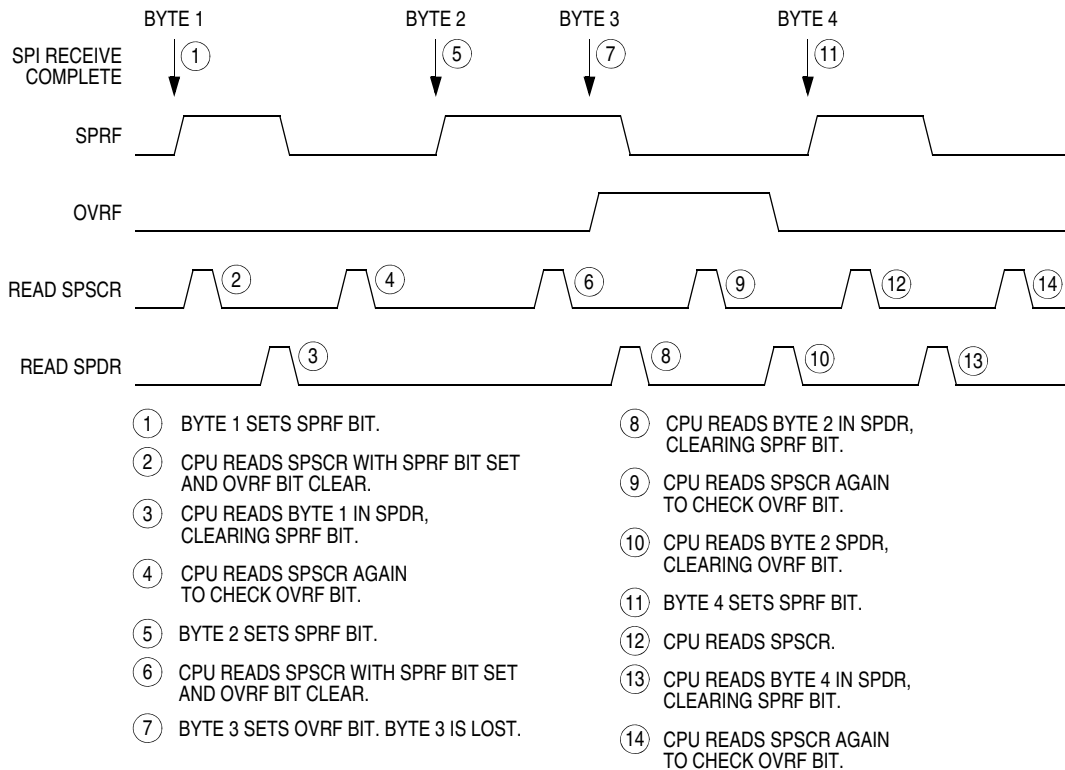 BYTE 1 BYTE 2 BYTE 3 BYTE 4
SPI RECEIVE
COMPLETE
1 5 7 11
SPRF
OVRF
READ SPSCR
2 4 6 9 12 14
READ SPDR
3 8 10 13
1 BYTE 1 SETS SPRF BIT.
2 CPU READS SPSCR WITH SPRF BIT SET
AND OVRF BIT CLEAR.
3 CPU READS BYTE 1 IN SPDR,
CLEARING SPRF BIT.
4 CPU READS SPSCR AGAIN
TO CHECK OVRF BIT.
5 BYTE 2 SETS SPRF BIT.
6 CPU READS SPSCR WITH SPRF BIT SET
AND OVRF BIT CLEAR.
7 BYTE 3 SETS OVRF BIT. BYTE 3 IS LOST.
8 CPU READS BYTE 2 IN SPDR,
CLEARING SPRF BIT.
9 CPU READS SPSCR AGAIN
TO CHECK OVRF BIT.
10 CPU READS BYTE 2 SPDR,
CLEARING OVRF BIT.
11 BYTE 4 SETS SPRF BIT.
12 CPU READS SPSCR.
13 CPU READS BYTE 4 IN SPDR,
CLEARING SPRF BIT.
14 CPU READS SPSCR AGAIN
TO CHECK OVRF BIT.